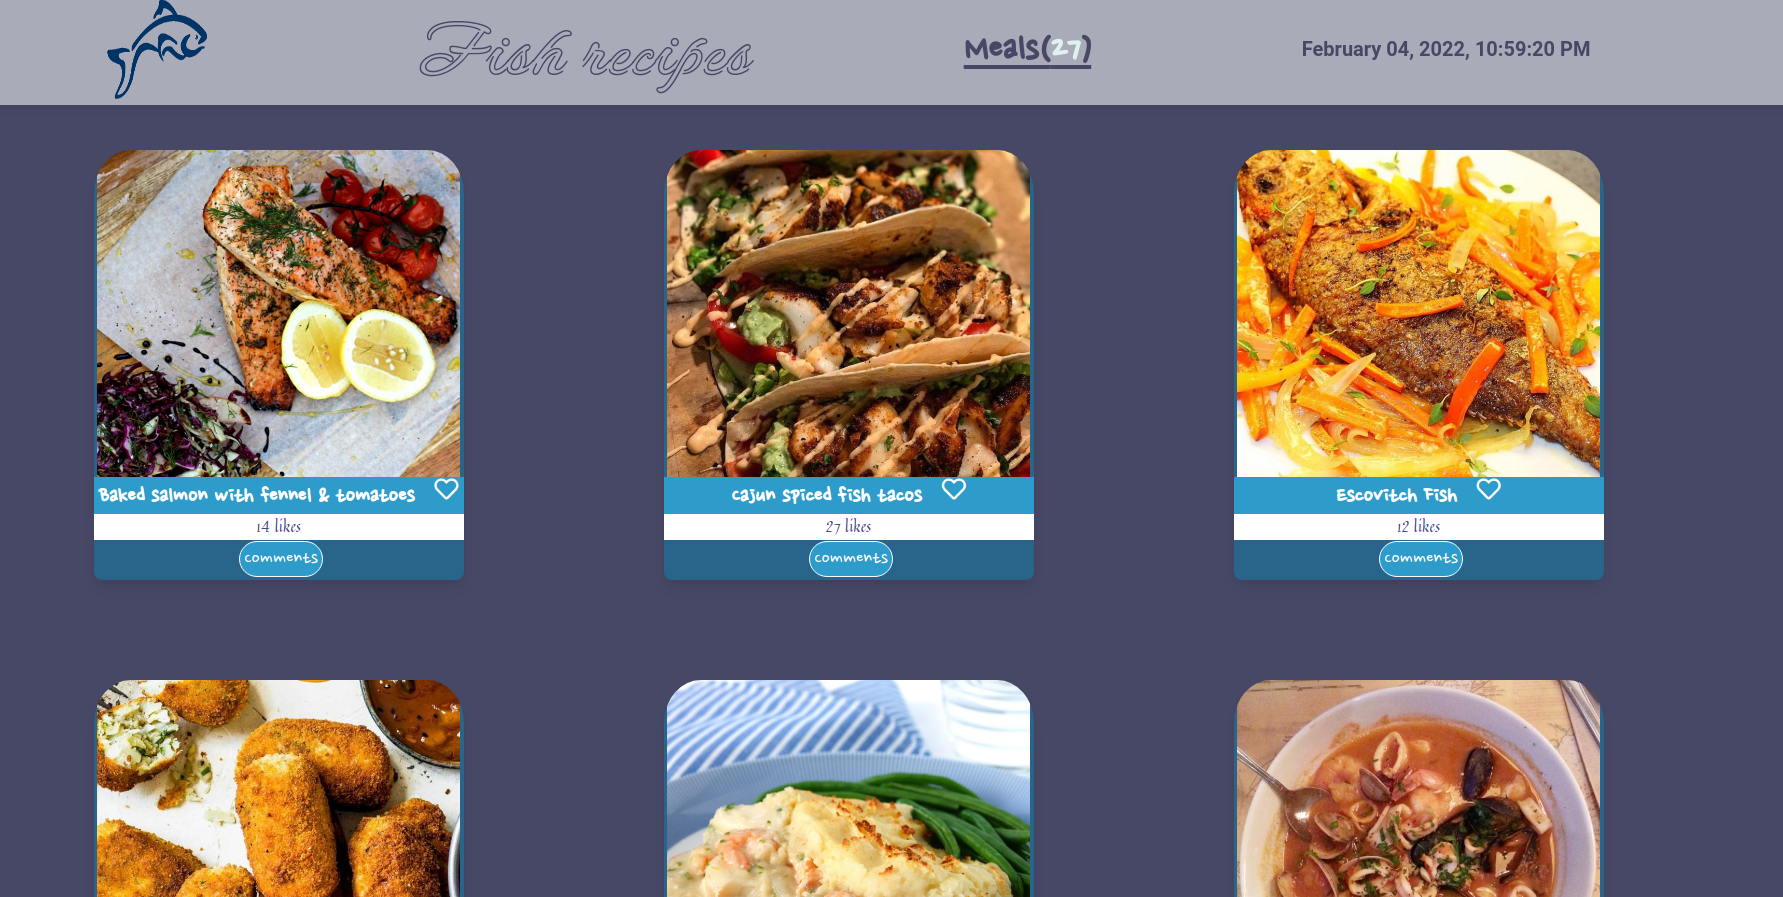 Fish recipes
Meals(27)
February 04, 2022, 10:59:20 PM
Baked salmon with fennel & tomatoes
14 likes
comments
cajun spiced fish tacos
27 likes
comments
Escovitch Fish
12 likes
comments